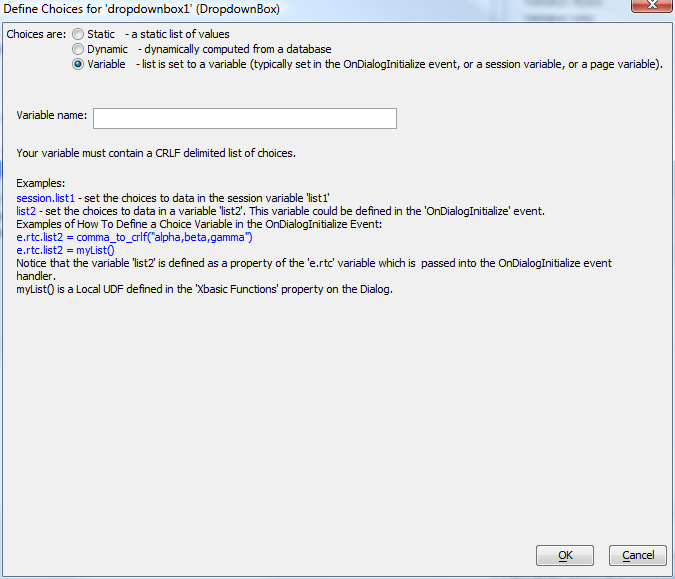 Define Choices for 'dropdownbox1' (DropdownBox)
Choices are: Static - a static list of values
Dynamic - dynamically computed from a database
Variable - list is set to a variable (typically set in the OnDialogInitialize event, or a session variable, or a page variable).
Variable name:
Your variable must contain a CRLF delimited list of choices.
Examples:
session.list1 - set the choices to data in the session variable 'list1'
list2 - set the choices to data in a variable 'list2'. This variable could be defined in the 'OnDialogInitialize' event.
Examples of How To Define a Choice Variable in the OnDialogInitialize Event:
e.rtc.list2 = comma_to_crlf("alpha,beta,gamma")
e.rtc.list2 = myList()
Notice that the variable 'list2' is defined as a property of the 'e.rtc' variable which is passed into the OnDialogInitialize event
handler.
myList() is a Local UDF defined in the 'Xbasic Functions' property on the Dialog.
OK Cancel